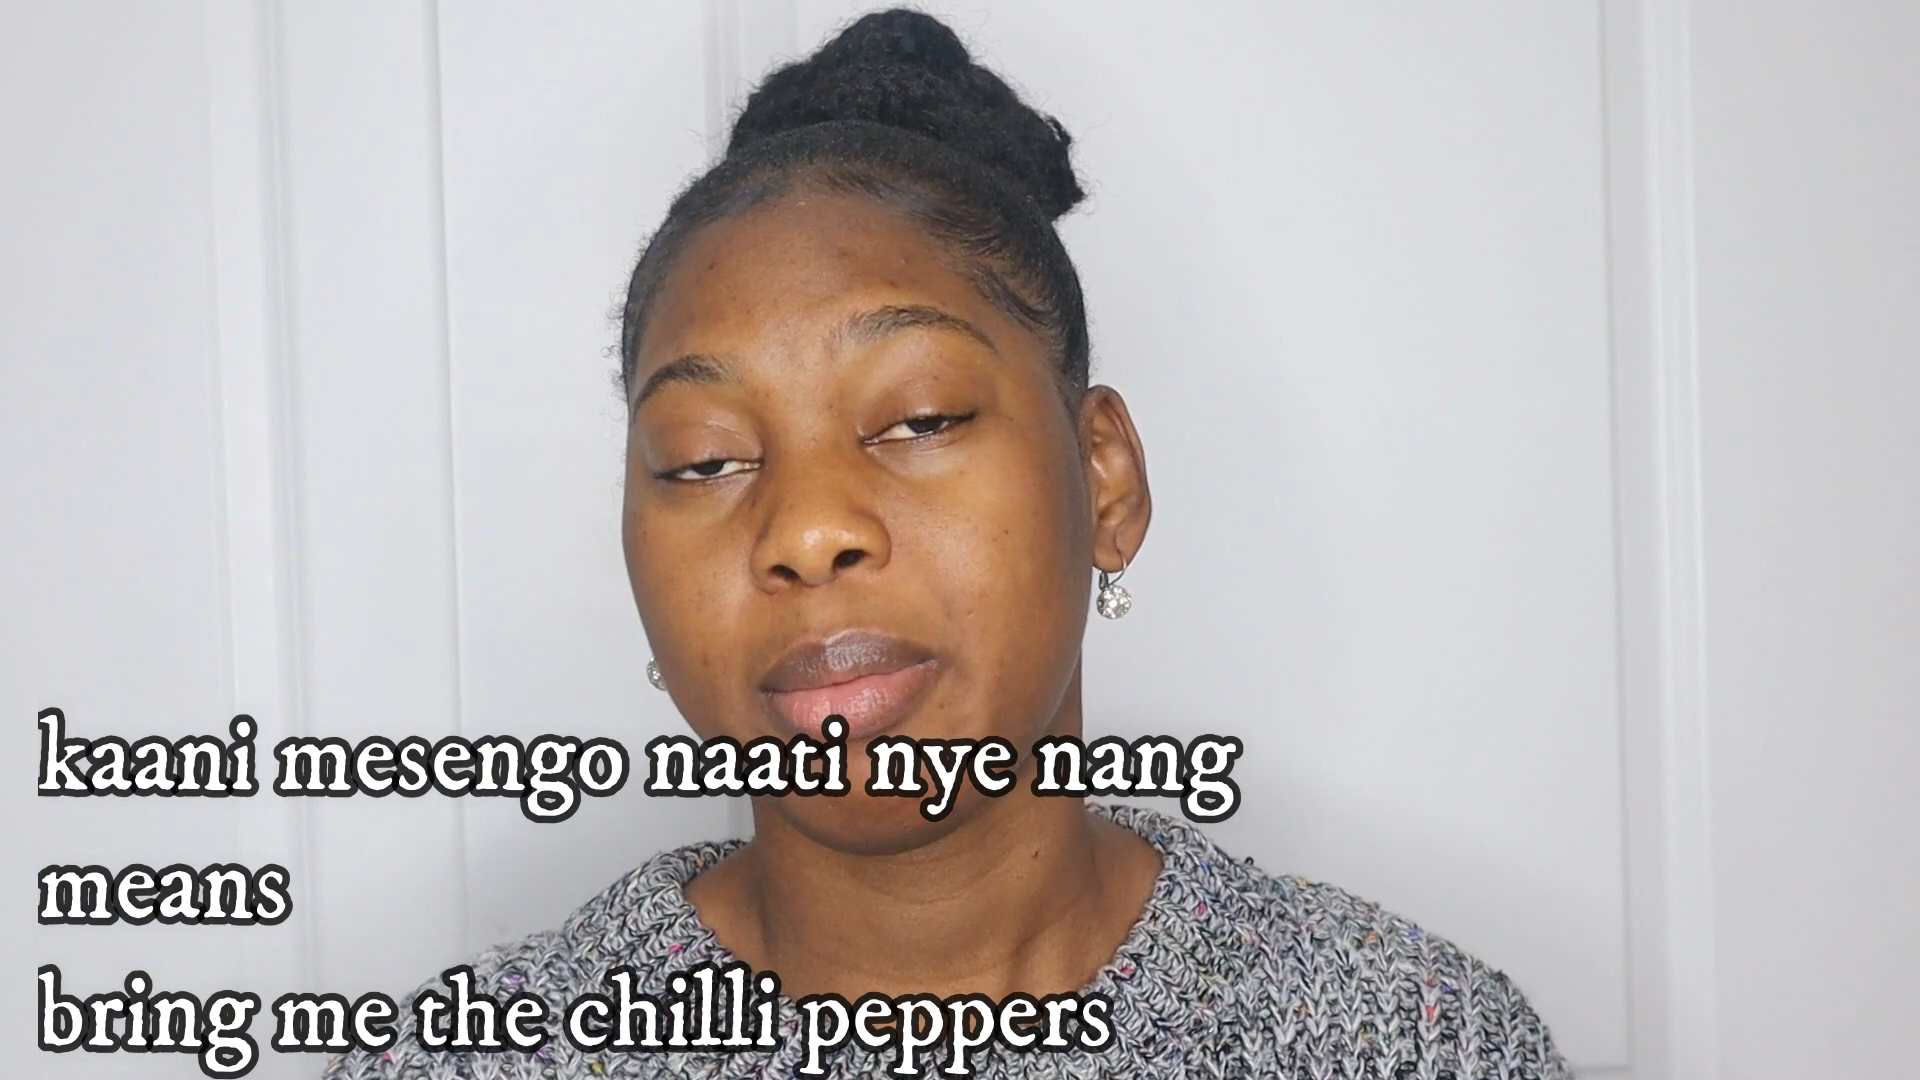 kaani mesengo naati nye nang
means
bring me the chilli peppers